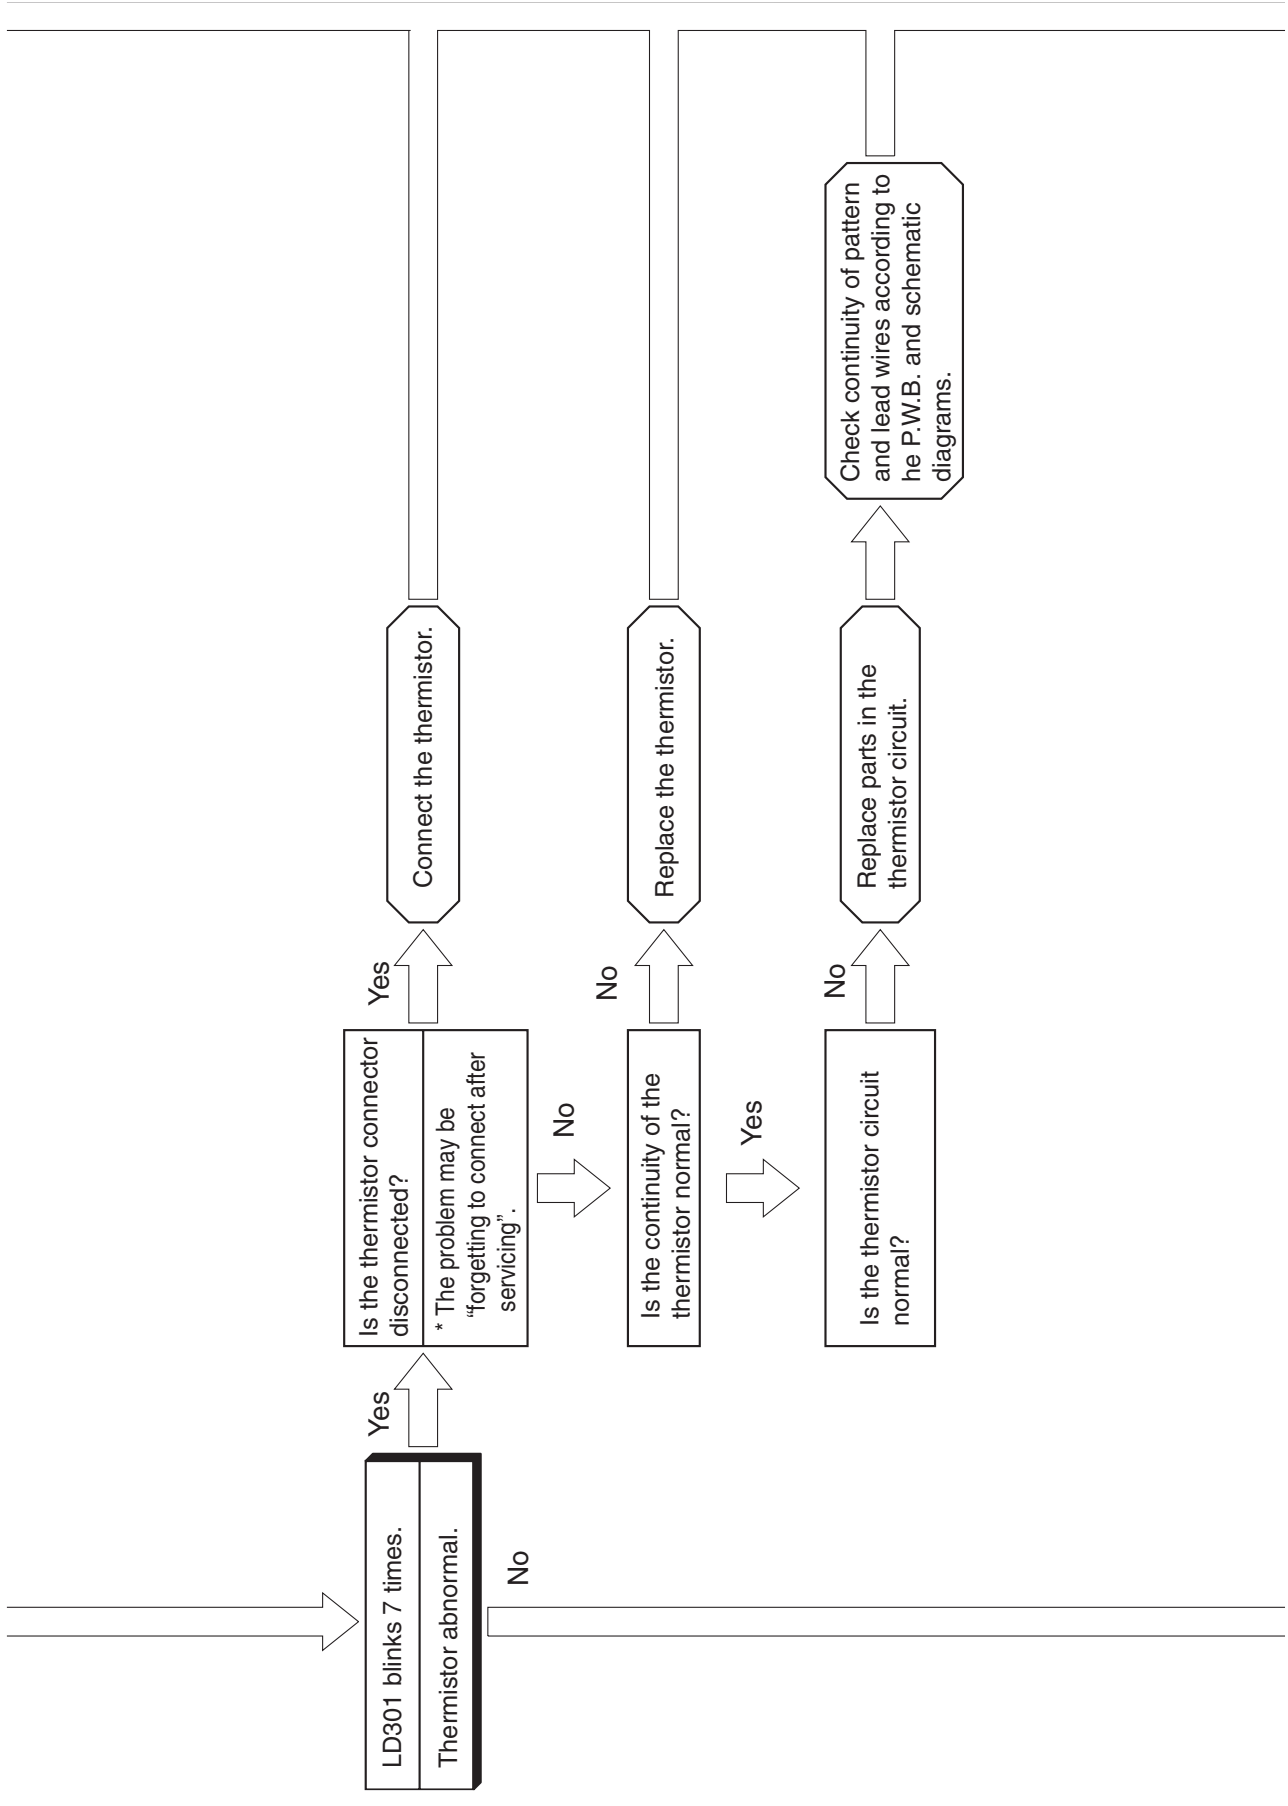 LD301 blinks 7 times.
Thermistor abnormal.
Yes
No
Is the thermistor connector
disconnected?
* The problem may be
“forgetting to connect after
servicing”.
Yes
Connect the thermistor.
No
Is the continuity of the
thermistor normal?
No
Replace the thermistor.
Yes
Is the thermistor circuit
normal?
No
Replace parts in the
thermistor circuit.
Check continuity of pattern
and lead wires according to
he P.W.B. and schematic
diagrams.